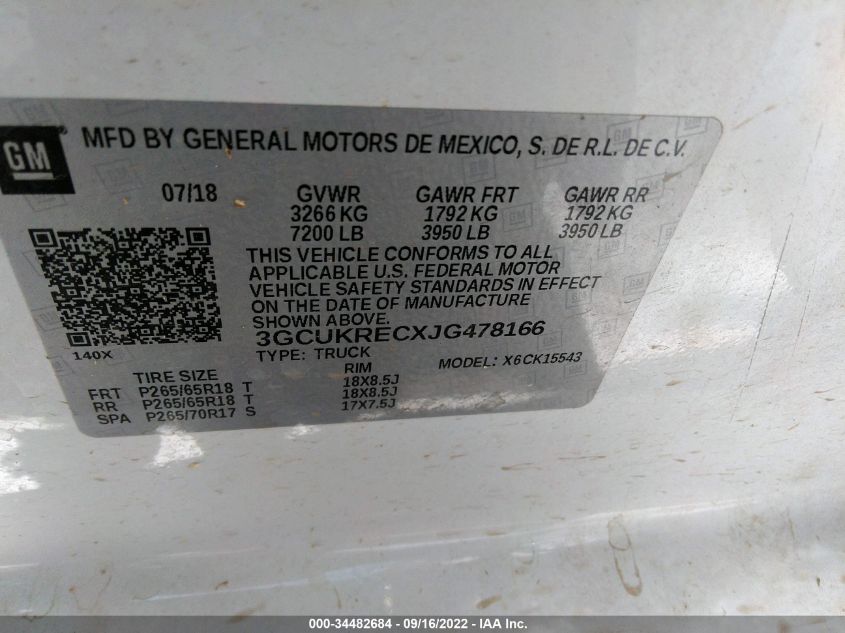 GM
MFD BY GENERAL MOTORS DE MEXICO, S. DE R.L. DE C.V.
07/18 GVWR GAWR FRT GAWR RR
3266 KG 1792 KG 1792 KG
7200 LB 3950 LB 3950 LB
THIS VEHICLE CONFORMS TO ALL
APPLICABLE U.S. FEDERAL MOTOR
VEHICLE SAFETY STANDARDS IN EFFECT
ON THE DATE OF MANUFACTURE
SHOWN ABOVE.
3GCUKRECXJG478166
140X TYPE: TRUCK MODEL: X6CK15543
TIRE SIZE RIM
FRT P265/65R18 T 18X8.5J
RR P265/65R18 T 18X8.5J
SPA P265/70R17 S 17X7.5J
000-34482684 - 09/16/2022 - IAA Inc.